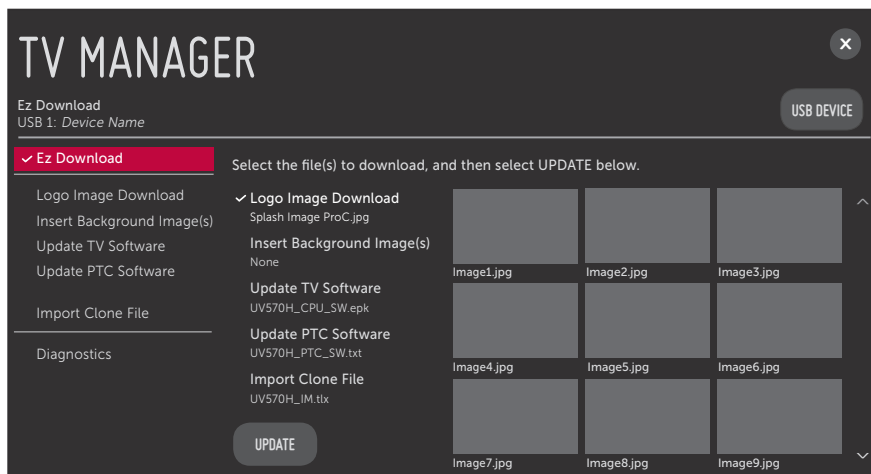 TV MANAGER
X
Ez Download
USB 1: Device Name
USB DEVICE
Ez Download
Logo Image Download
Insert Background Image(s)
Update TV Software
Update PTC Software
Import Clone File
Diagnostics
Select the file(s) to download, and then select UPDATE below.
Logo Image Download
Splash Image ProC.jpg
Insert Background Image(s)
None
Update TV Software
UV570H_CPU_SW.epk
Update PTC Software
UV570H_PTC_SW.txt
Import Clone File
UV570H_IM.tlx
UPDATE
Image1.jpg
Image2.jpg
Image3.jpg
Image4.jpg
Image5.jpg
Image6.jpg
Image7.jpg
Image8.jpg
Image9.jpg